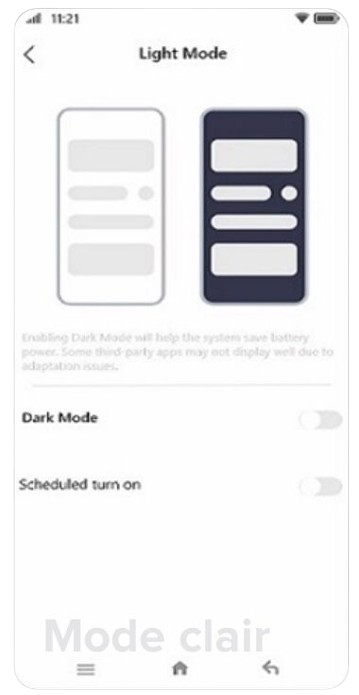 11:21
Light Mode
Enabling Dark Mode will help the system save battery
power. Some third-party apps may not display well due to
adaptation issues.
Dark Mode
Scheduled turn on
Mode clair